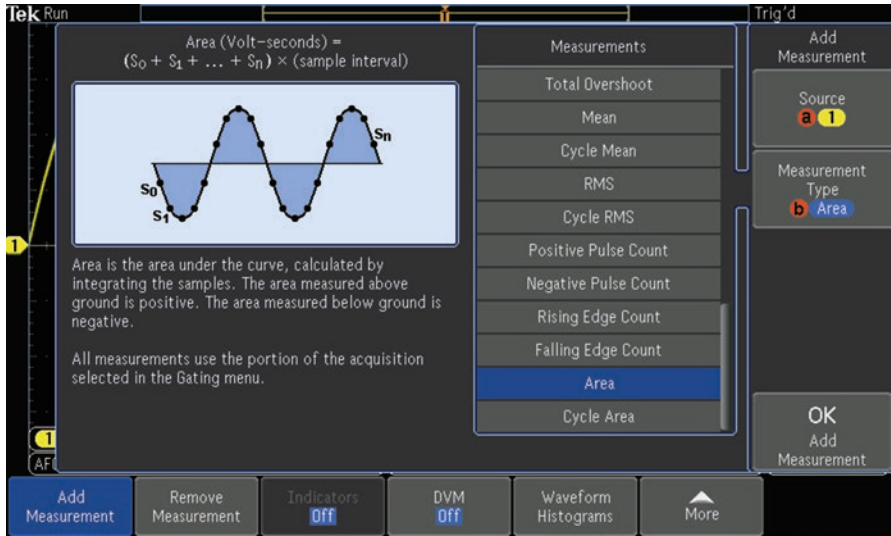 Tek Run
Trig'd
Area (Volt-seconds) =
(S0 + S1 + ... + Sn) × (sample interval)
S0
S1
Sn
Area is the area under the curve, calculated by
integrating the samples. The area measured above
ground is positive. The area measured below ground is
negative.
All measurements use the portion of the acquisition
selected in the Gating menu.
Measurements
Total Overshoot
Mean
Cycle Mean
RMS
Cycle RMS
Positive Pulse Count
Negative Pulse Count
Rising Edge Count
Falling Edge Count
Area
Cycle Area
Add
Measurement
Source
a 1
Measurement
Type
b Area
OK
Add
Measurement
1
1
Add
Measurement
Remove
Measurement
Indicators
Off
DVM
Off
Waveform
Histograms
More